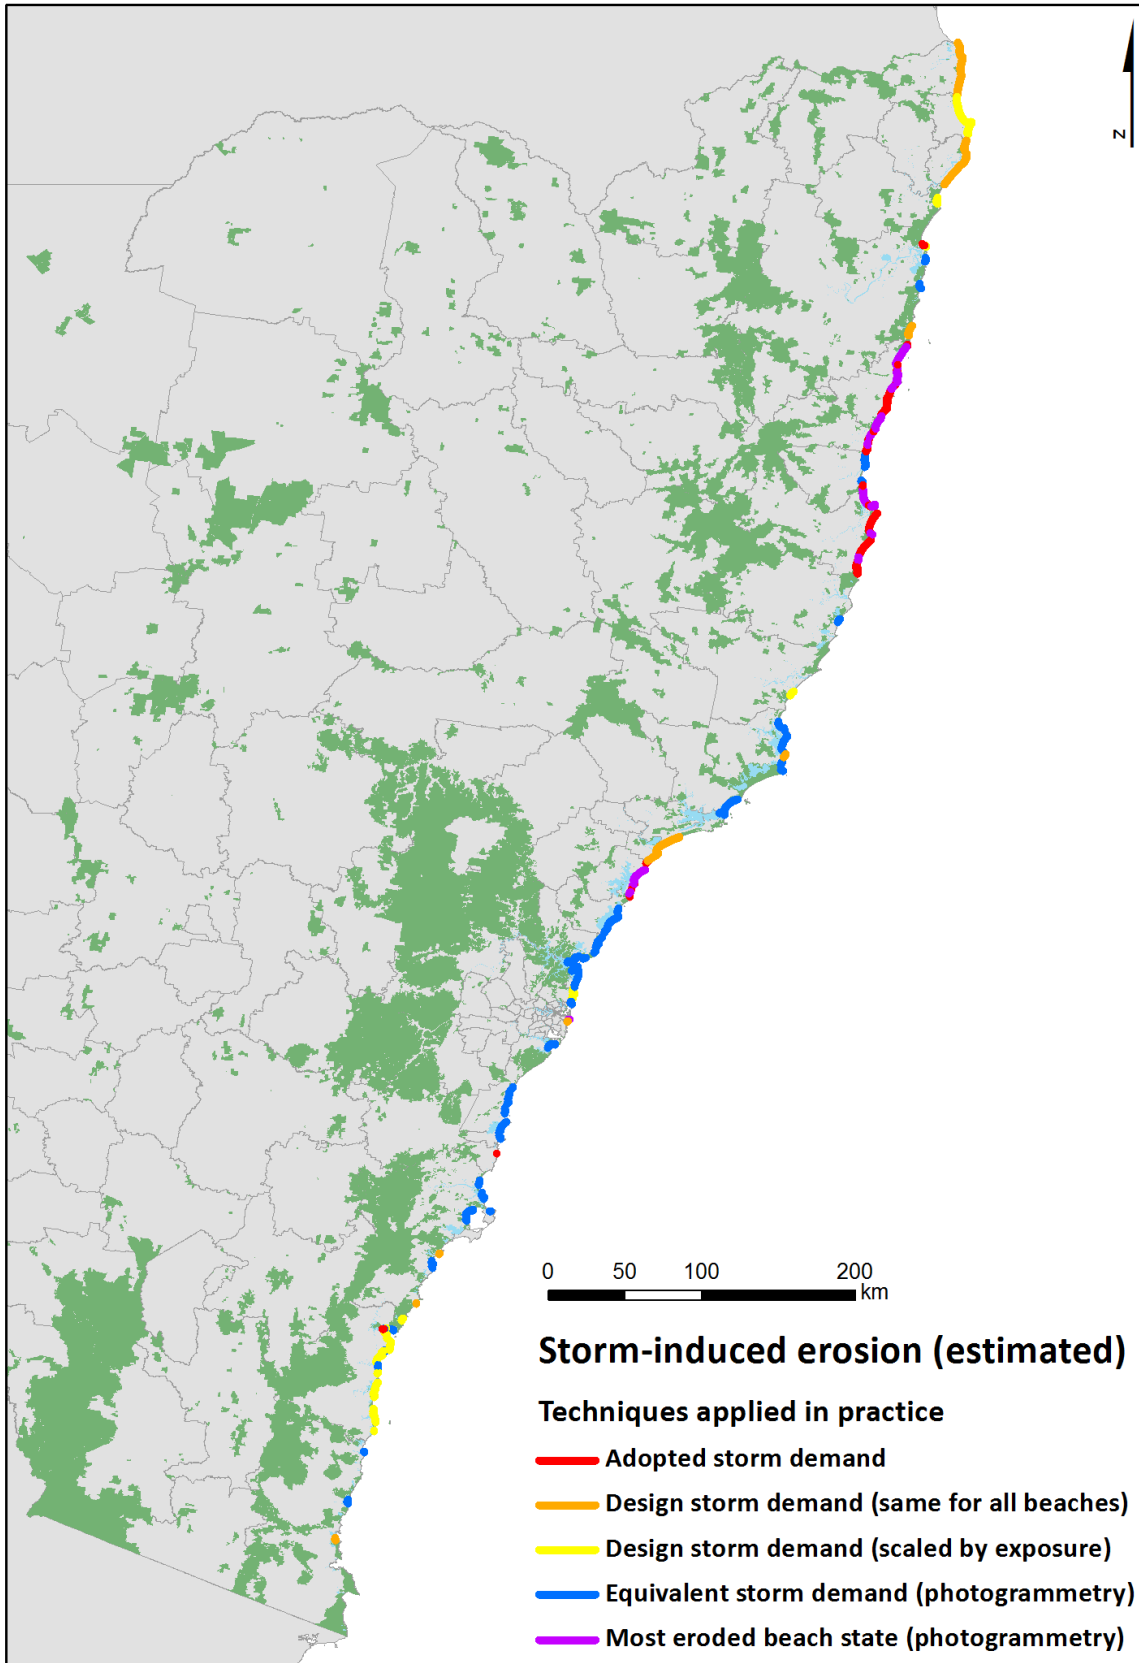 N
0
50
100
200
km
Storm-induced erosion (estimated)
Techniques applied in practice
Adopted storm demand
Design storm demand (same for all beaches)
Design storm demand (scaled by exposure)
Equivalent storm demand (photogrammetry)
Most eroded beach state (photogrammetry)